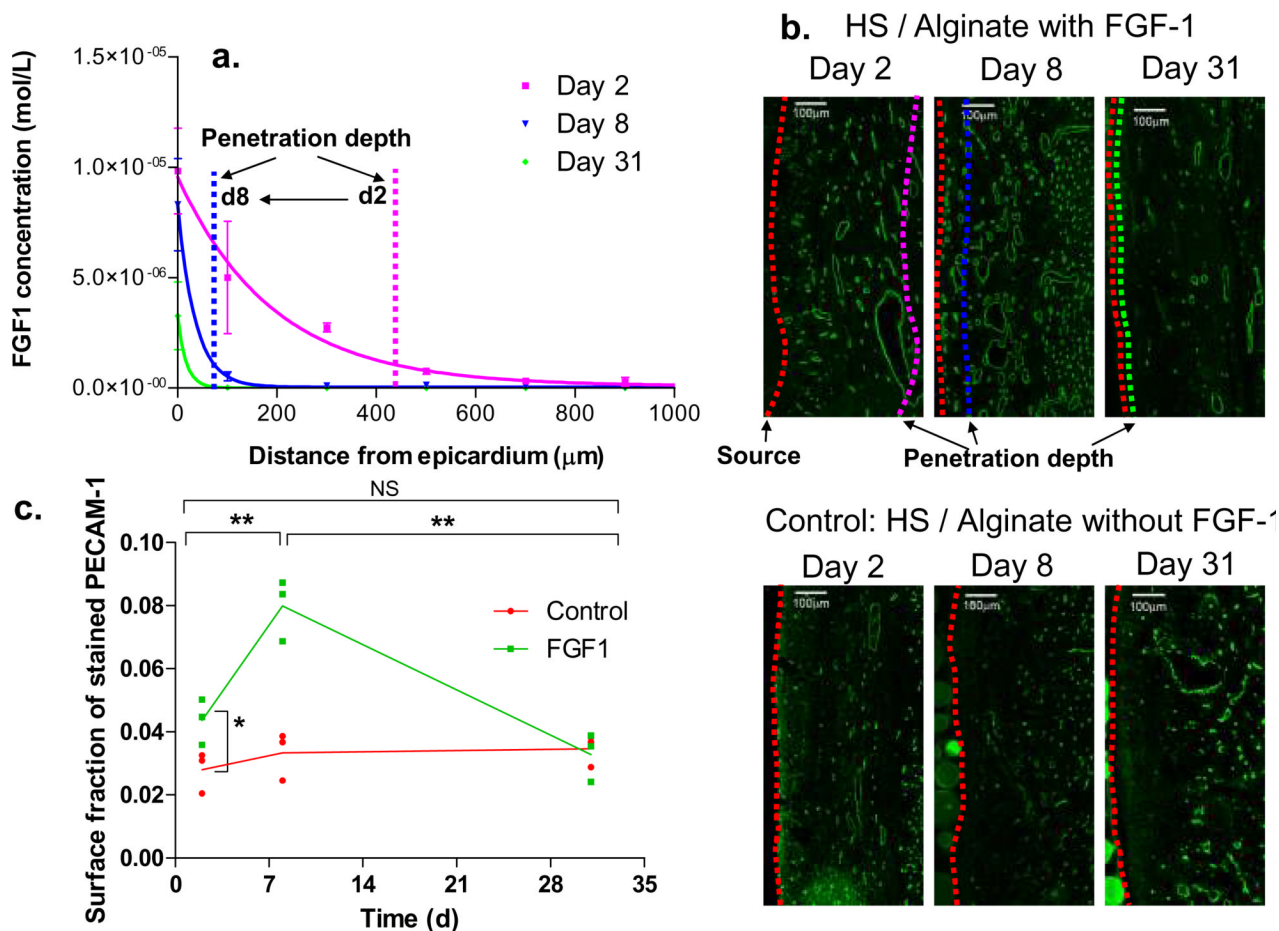 a.
1.5×10⁻⁰⁵
1.0×10⁻⁰⁵
5.0×10⁻⁰⁶
0.0×10⁻⁰⁰
FGF1 concentration (mol/L)
Day 2
Day 8
Day 31
Penetration depth
d8
d2
0
200
400
600
800
1000
Distance from epicardium (μm)
b.
HS / Alginate with FGF-1
Day 2
Day 8
Day 31
100μm
100μm
100μm
Source
Penetration depth
Control: HS / Alginate without FGF-1
Day 2
Day 8
Day 31
100μm
100μm
100μm
c.
NS
**
**
*
0.10
0.08
0.06
0.04
0.02
0.00
Surface fraction of stained PECAM-1
Control
FGF1
0
7
14
21
28
35
Time (d)